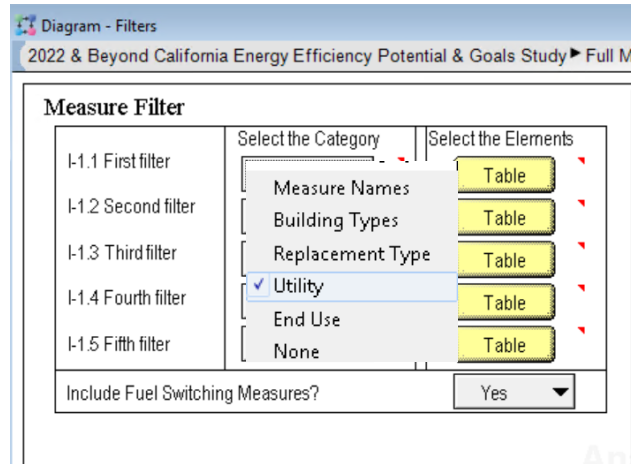 Diagram - Filters
2022 & Beyond California Energy Efficiency Potential & Goals Study ▸ Full M
Measure Filter
Select the Category Select the Elements
I-1.1 First filter Table
Measure Names
I-1.2 Second filter Building Types Table
I-1.3 Third filter Replacement Type Table
✓ Utility
I-1.4 Fourth filter Table
End Use
I-1.5 Fifth filter None Table
Include Fuel Switching Measures? Yes
An